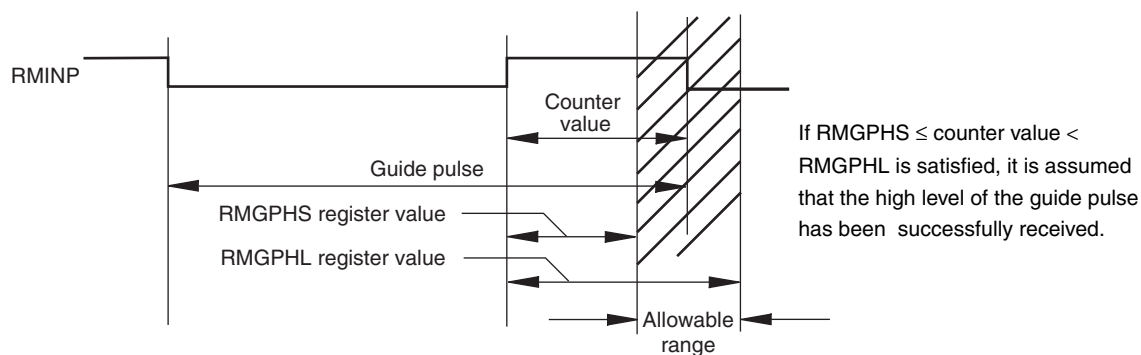 RMINP
Counter
value
Guide pulse
RMGPHS register value
RMGPHL register value
Allowable
range
If RMGPHS ≤ counter value <
RMGPHL is satisfied, it is assumed
that the high level of the guide pulse
has been successfully received.